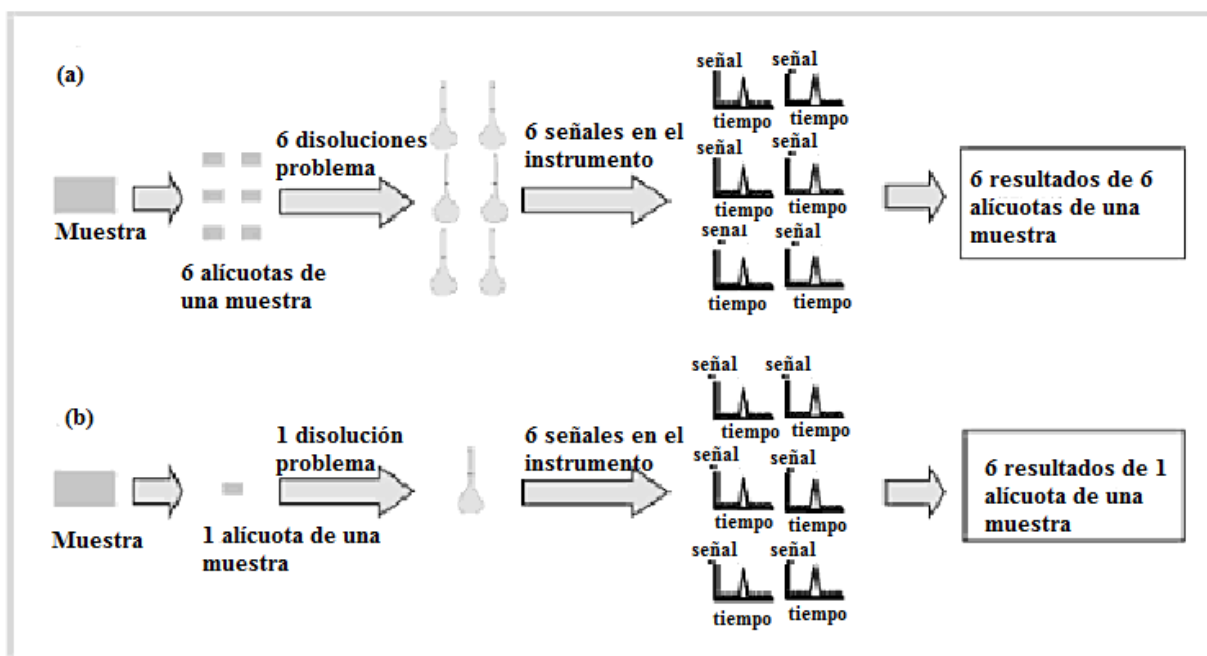 (a)
Muestra
6 alícuotas de
una muestra
6 disoluciones
problema
6 señales en el
instrumento
señal
señal
tiempo
tiempo
señal
señal
tiempo
tiempo
señal
señal
tiempo
tiempo
6 resultados de 6
alícuotas de una
muestra
(b)
Muestra
1 alícuota de una
muestra
1 disolución
problema
6 señales en el
instrumento
señal
señal
tiempo
tiempo
señal
señal
tiempo
tiempo
señal
señal
tiempo
tiempo
6 resultados de 1
alícuota de una
muestra